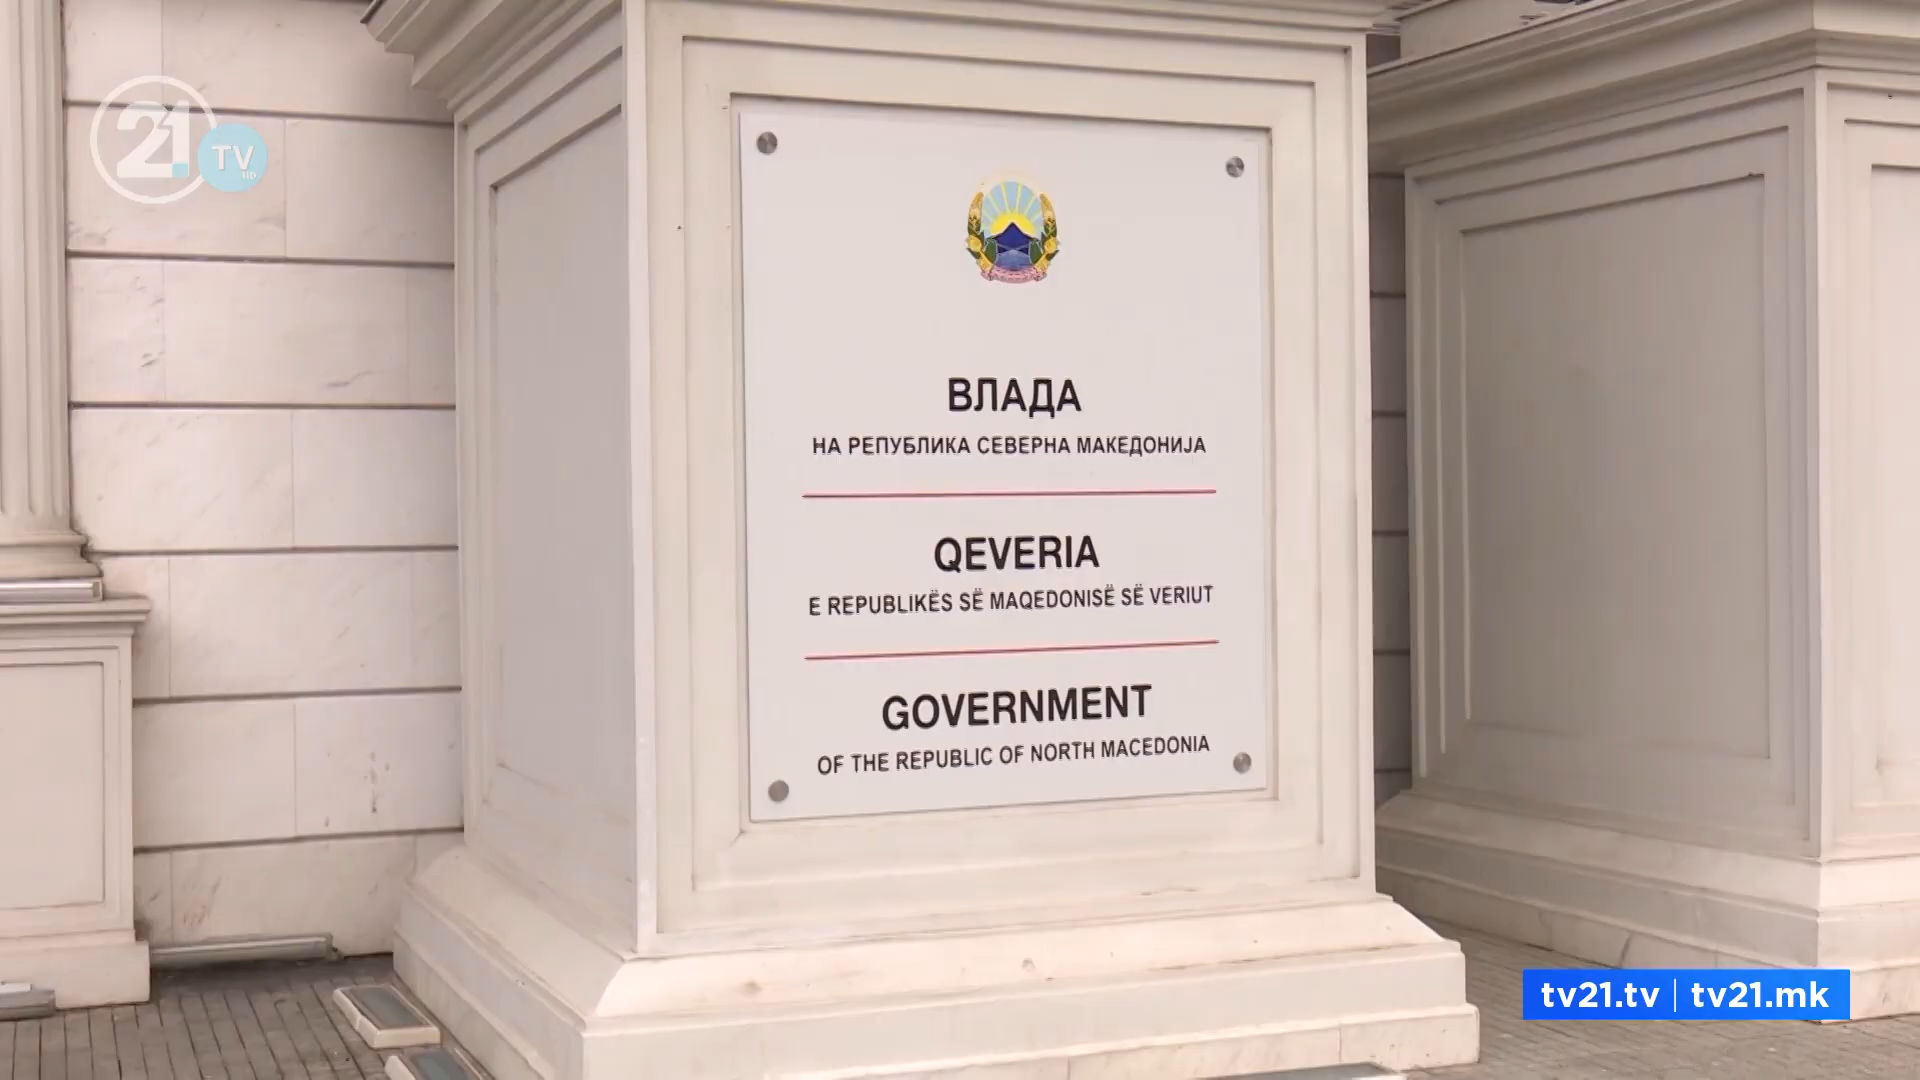 21 TV HD
ВЛАДА
НА РЕПУБЛИКА СЕВЕРНА МАКЕДОНИЈА
QEVERIA
E REPUBLIKËS SË MAQEDONISË SË VERIUT
GOVERNMENT
OF THE REPUBLIC OF NORTH MACEDONIA
tv21.tv | tv21.mk